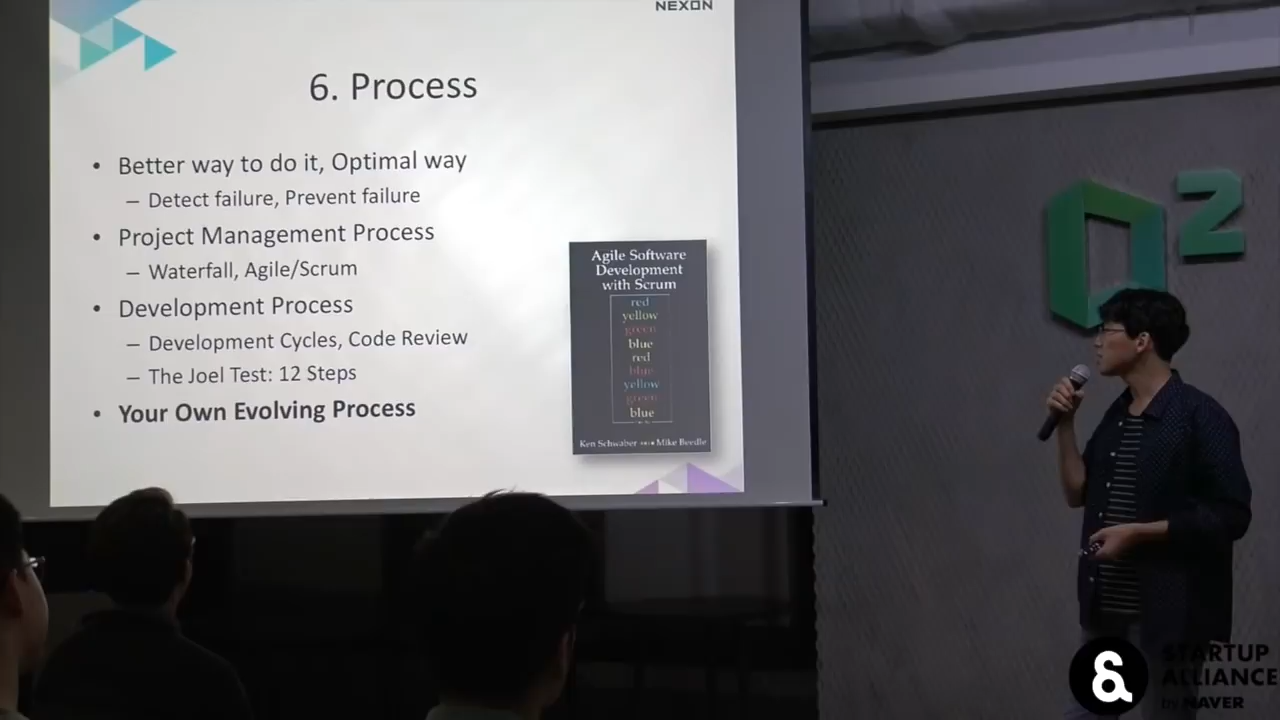 NEXON
6. Process
• Better way to do it, Optimal way
– Detect failure, Prevent failure
• Project Management Process
– Waterfall, Agile/Scrum
• Development Process
– Development Cycles, Code Review
– The Joel Test: 12 Steps
• Your Own Evolving Process
Agile Software
Development
with Scrum
red
yellow
green
blue
red
blue
yellow
green
blue
Ken Schwaber Mike Beedle
2
STARTUP
ALLIANCE
by NAVER